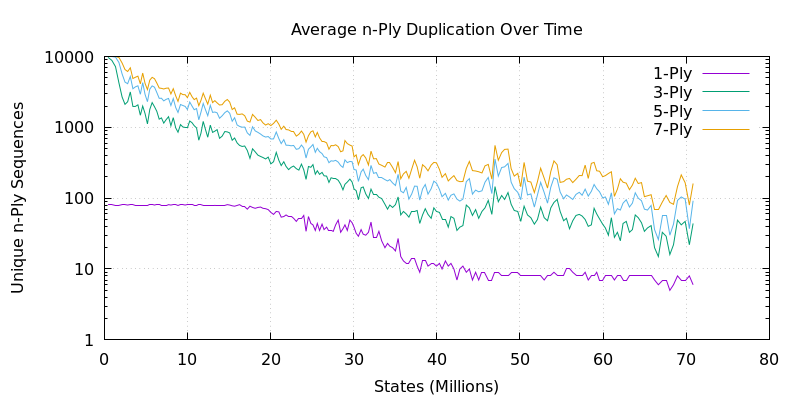 Average n-Ply Duplication Over Time
Unique n-Ply Sequences
10000
1000
100
10
1
1-Ply
3-Ply
5-Ply
7-Ply
0 10 20 30 40 50 60 70 80
States (Millions)